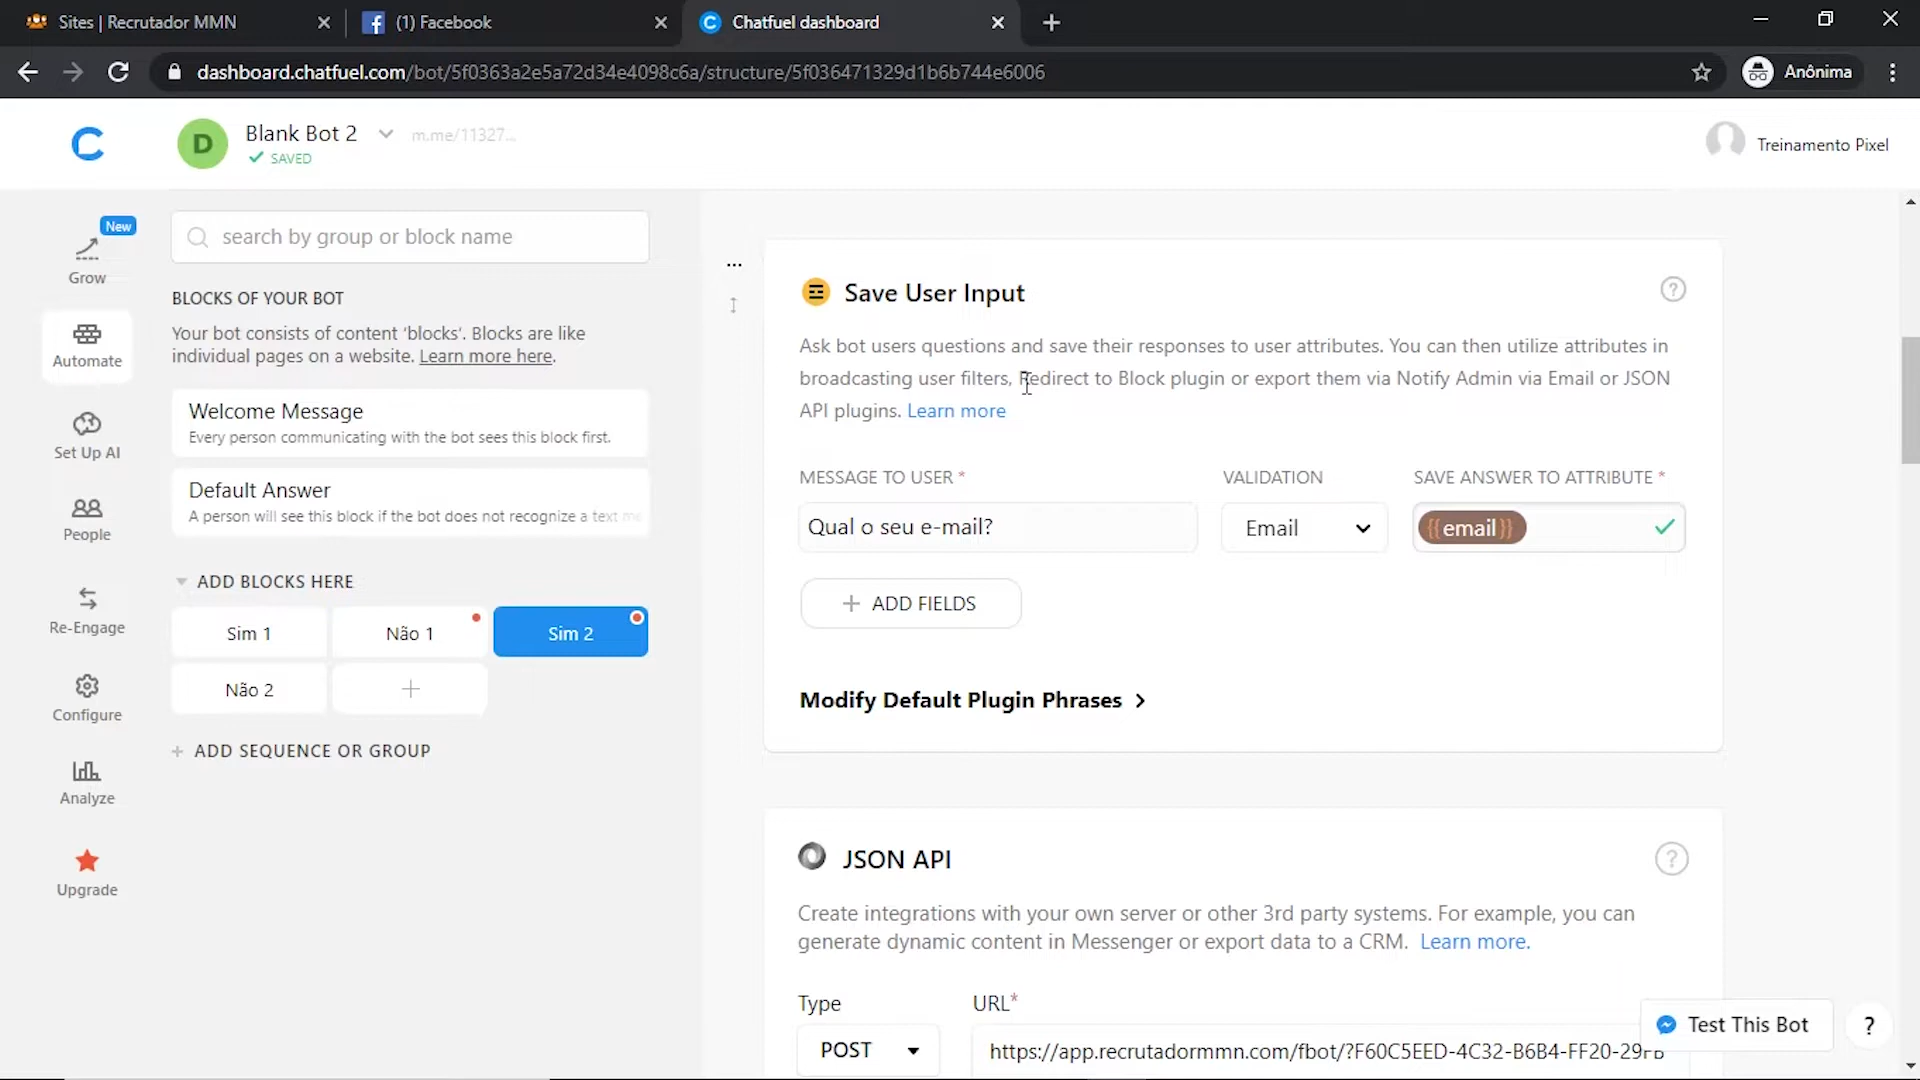 Sites | Recrutador MMN
(1) Facebook
Chatfuel dashboard
dashboard.chatfuel.com/bot/5f0363a2e5a72d34e4098c6a/structure/5f036471329d1b6b744e6006
Anônima
D
Blank Bot 2
m.me/11327...
SAVED
Treinamento Pixel
New
Grow
Automate
Set Up AI
People
Re-Engage
Configure
Analyze
Upgrade
search by group or block name
BLOCKS OF YOUR BOT
Your bot consists of content 'blocks'. Blocks are like
individual pages on a website. Learn more here.
Welcome Message
Every person communicating with the bot sees this block first.
Default Answer
A person will see this block if the bot does not recognize a text me
ADD BLOCKS HERE
Sim 1
Não 1
Sim 2
Não 2
+
+ ADD SEQUENCE OR GROUP
...
Save User Input
?
Ask bot users questions and save their responses to user attributes. You can then utilize attributes in
broadcasting user filters, Redirect to Block plugin or export them via Notify Admin via Email or JSON
API plugins. Learn more
MESSAGE TO USER *
VALIDATION
SAVE ANSWER TO ATTRIBUTE *
Qual o seu e-mail?
Email
{{email}}
+ ADD FIELDS
Modify Default Plugin Phrases >
JSON API
?
Create integrations with your own server or other 3rd party systems. For example, you can
generate dynamic content in Messenger or export data to a CRM. Learn more.
Type
URL*
POST
https://app.recrutadormmn.com/fbot/?F60C5EED-4C32-B6B4-FF20-29FB
Test This Bot
?